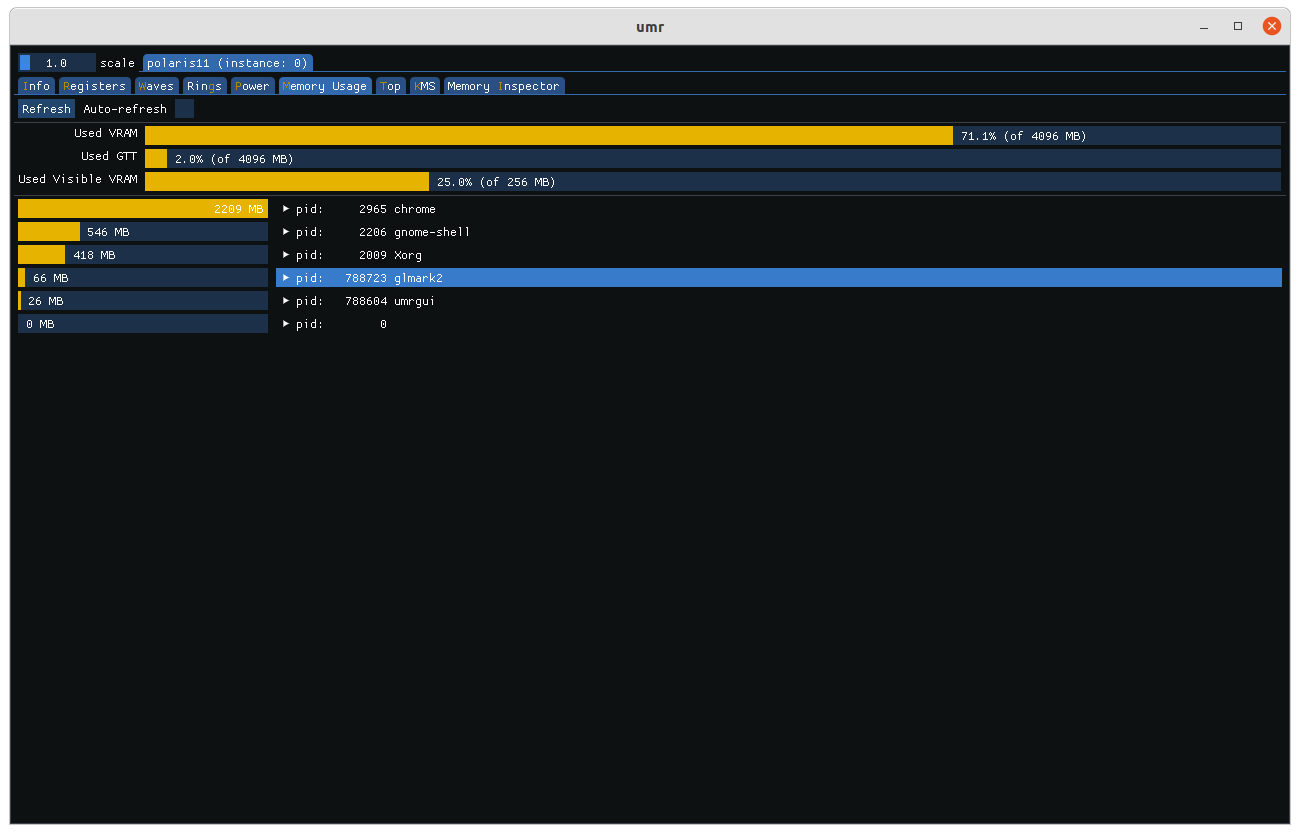 umr
1.0 scale polaris11 (instance: 0)
Info Registers Waves Rings Power Memory Usage Top KMS Memory Inspector
Refresh Auto-refresh
Used VRAM 71.1% (of 4096 MB)
Used GTT 2.0% (of 4096 MB)
Used Visible VRAM 25.0% (of 256 MB)
2209 MB pid: 2965 chrome
546 MB pid: 2206 gnome-shell
418 MB pid: 2009 Xorg
66 MB pid: 788723 glmark2
26 MB pid: 788604 umrgui
0 MB pid: 0